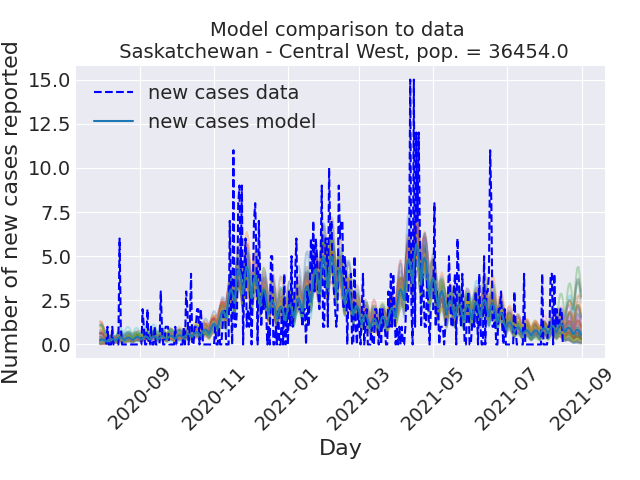 Model comparison to data
Saskatchewan - Central West, pop. = 36454.0
Number of new cases reported
15.0
12.5
10.0
7.5
5.0
2.5
0.0
new cases data
new cases model
2020-09
2020-11
2021-01
2021-03
2021-05
2021-07
2021-09
Day